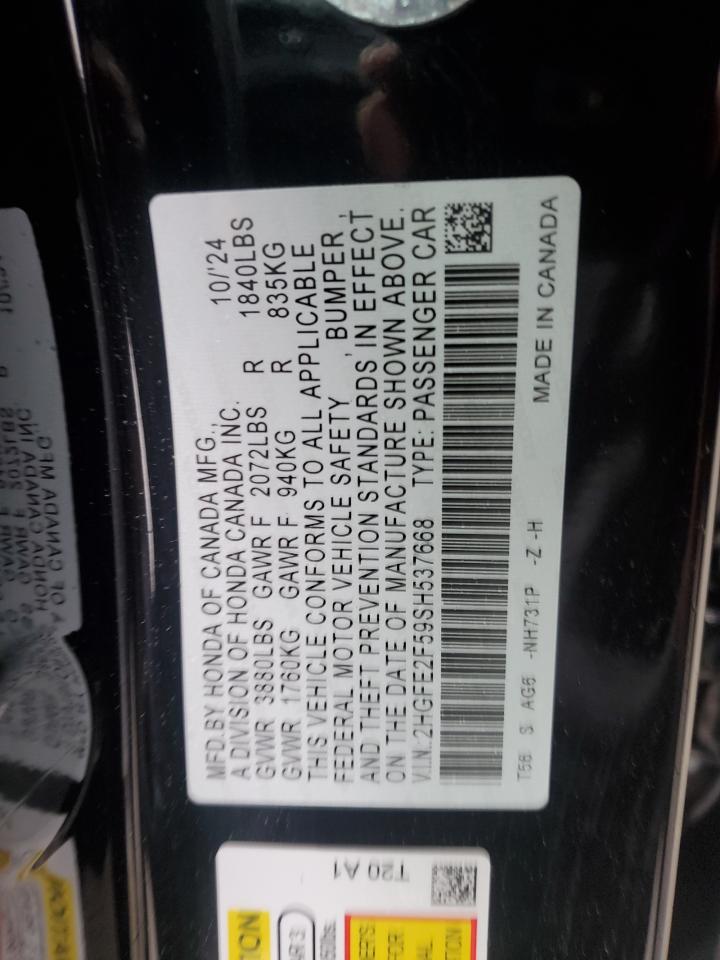 MFD.BY HONDA OF CANADA MFG., 10/'24
A DIVISION OF HONDA CANADA INC.
GVWR 3880LBS GAWR F 2072LBS R 1840LBS
GVWR 1760KG GAWR F 940KG R 835KG
THIS VEHICLE CONFORMS TO ALL APPLICABLE
FEDERAL MOTOR VEHICLE SAFETY, BUMPER,
AND THEFT PREVENTION STANDARDS IN EFFECT
ON THE DATE OF MANUFACTURE SHOWN ABOVE.
V.I.N: 2HGFE2F59SH537668 TYPE: PASSENGER CAR
MADE IN CANADA
T56 S AG6 -NH731P -Z -H
A1